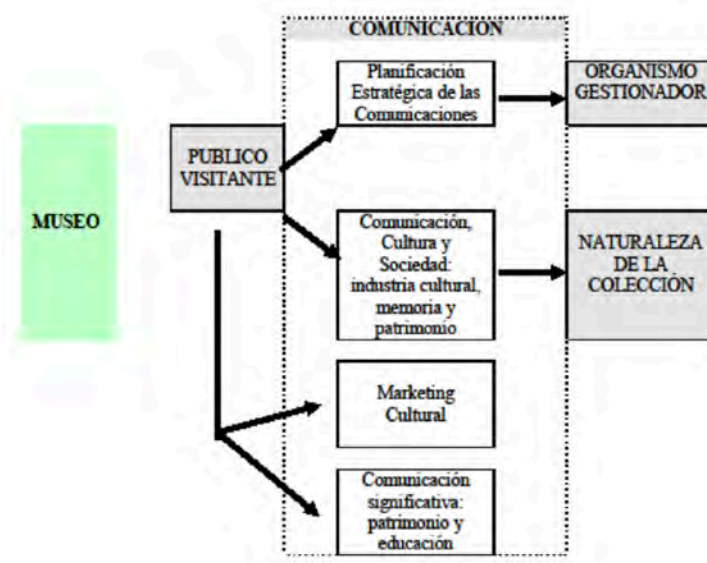 COMUNICACION
Planificación
Estratégica de las
Comunicaciones
ORGANISMO
GESTIONADOR
MUSEO
PUBLICO
VISITANTE
Comunicación,
Cultura y
Sociedad:
industria cultural,
memoria y
patrimonio
NATURALEZA
DE LA
COLECCIÓN
Marketing
Cultural
Comunicación
significativa:
patrimonio y
educación